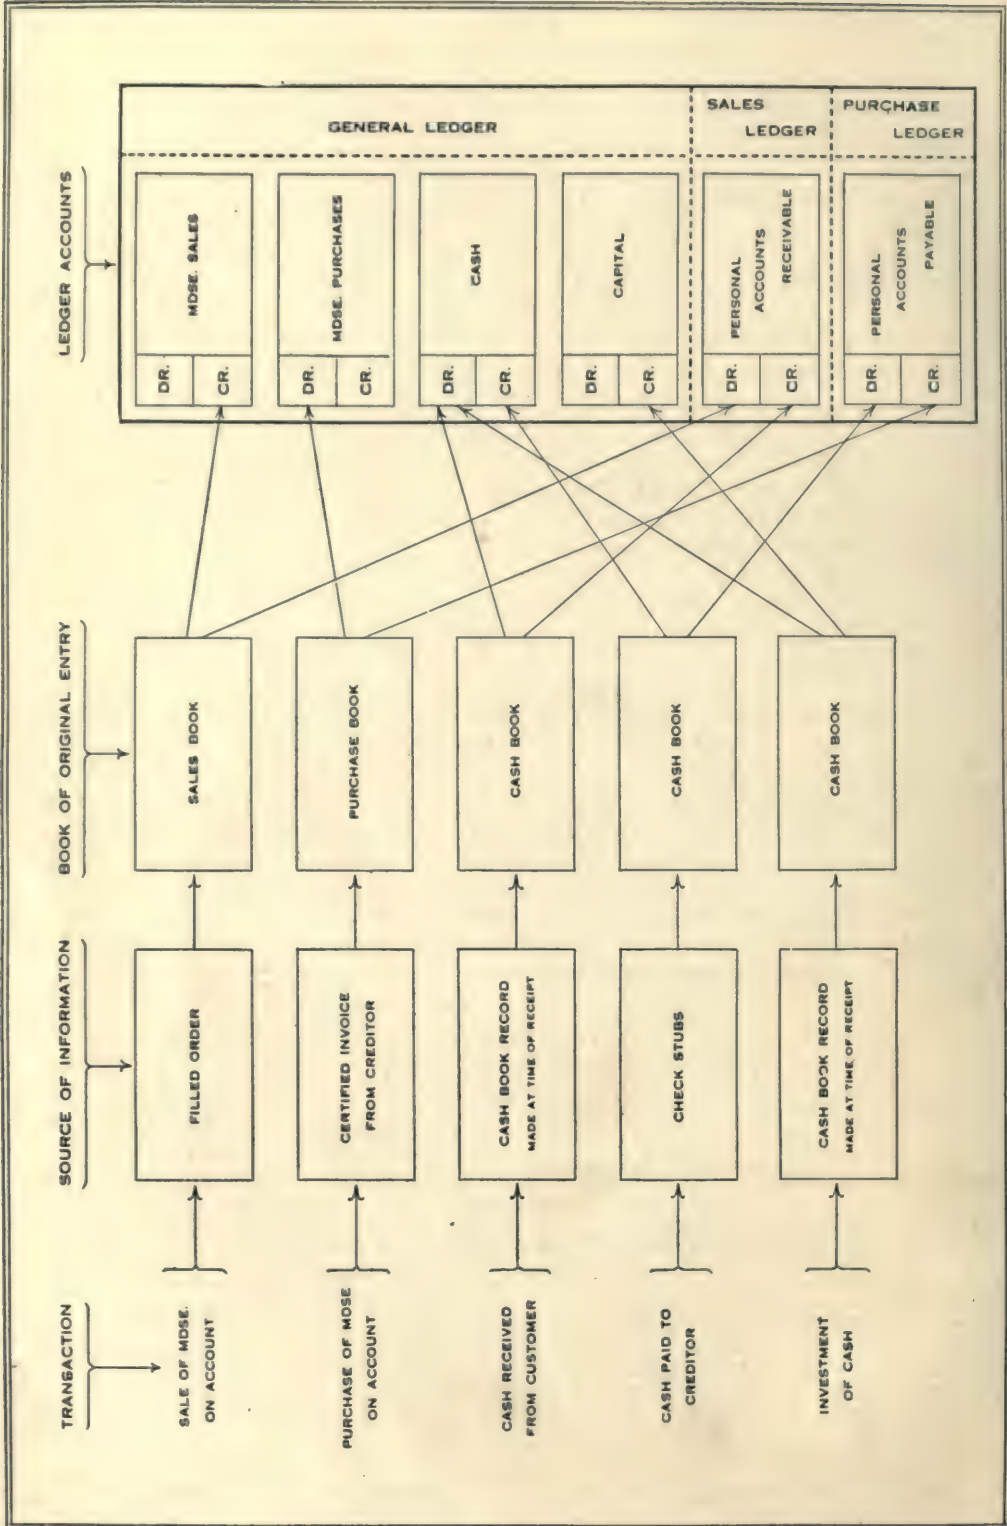 TRANSACTION
SALE OF MDSE.
ON ACCOUNT
PURCHASE OF MDSE
ON ACCOUNT
CASH RECEIVED
FROM CUSTOMER
CASH PAID TO
CREDITOR
INVESTMENT
OF CASH
SOURCE OF INFORMATION
FILLED ORDER
CERTIFIED INVOICE
FROM CREDITOR
CASH BOOK RECORD
MADE AT TIME OF RECEIPT
CHECK STUBS
CASH BOOK RECORD
MADE AT TIME OF RECEIPT
BOOK OF ORIGINAL ENTRY
SALES BOOK
PURCHASE BOOK
CASH BOOK
CASH BOOK
CASH BOOK
LEDGER ACCOUNTS
GENERAL LEDGER
DR.
CR.
MDSE. SALES
DR.
CR.
MDSE. PURCHASES
DR.
CR.
CASH
DR.
CR.
CAPITAL
SALES
LEDGER
DR.
CR.
PERSONAL
ACCOUNTS
RECEIVABLE
PURCHASE
LEDGER
DR.
CR.
PERSONAL
ACCOUNTS
PAYABLE